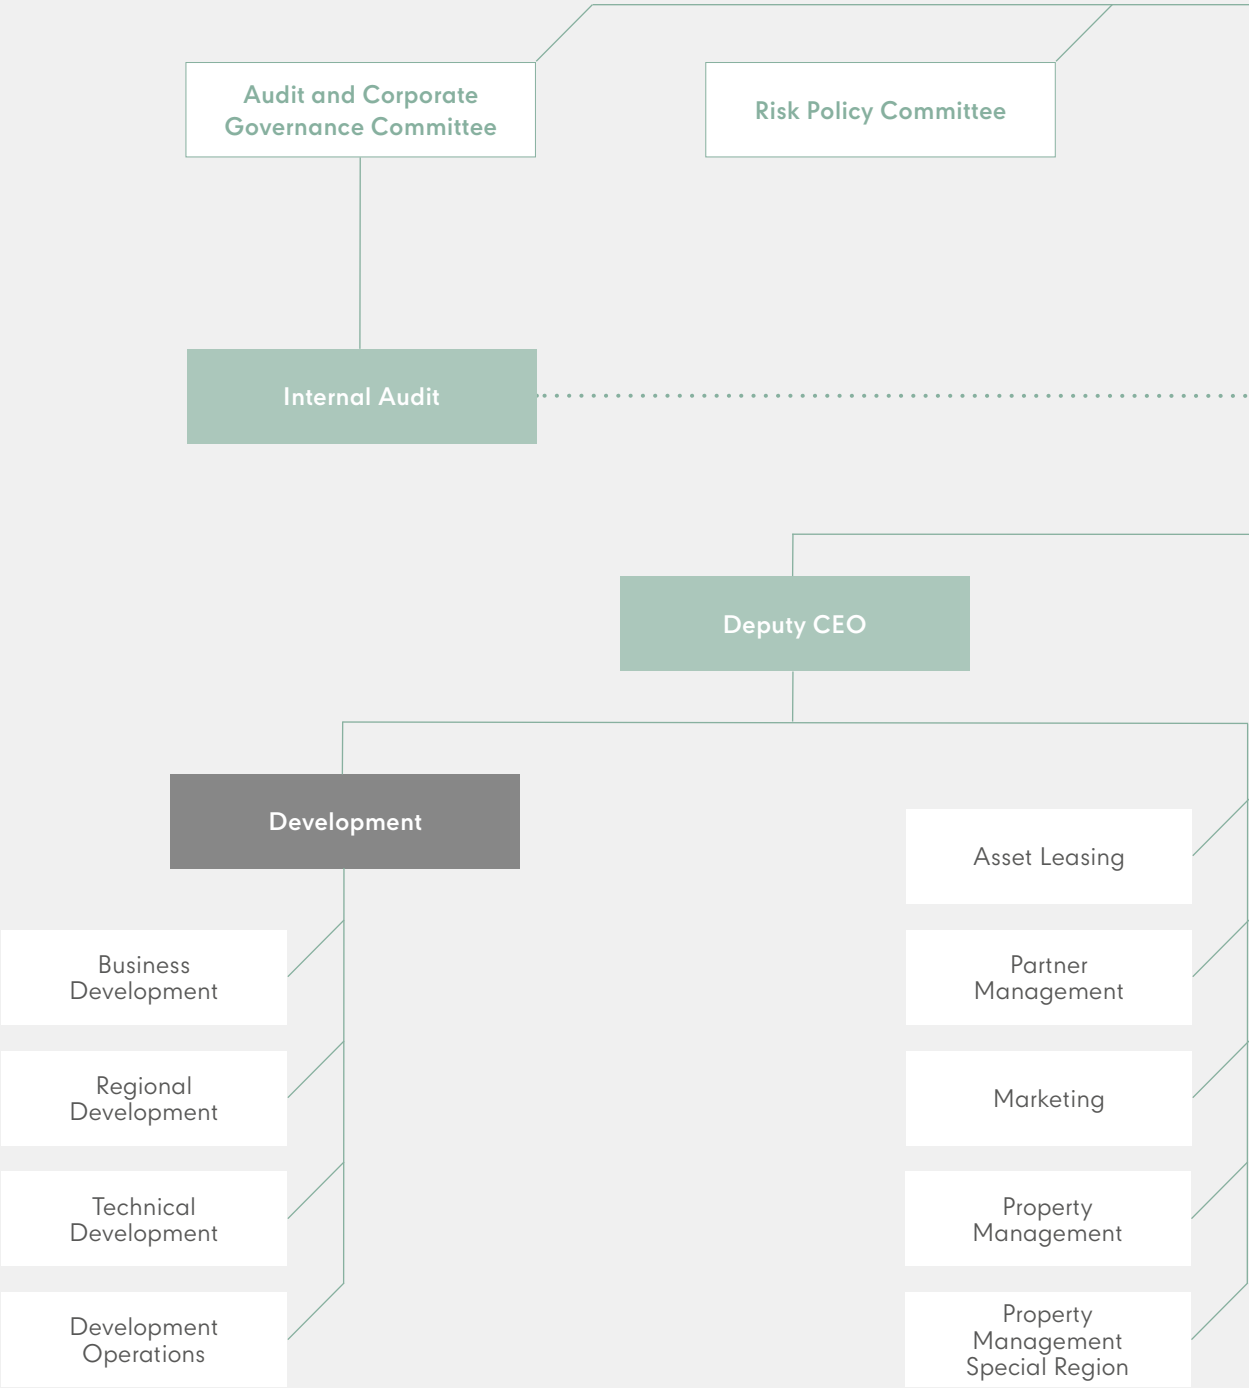 Audit and Corporate
Governance Committee
Risk Policy Committee
Internal Audit
Deputy CEO
Development
Business
Development
Regional
Development
Technical
Development
Development
Operations
Asset Leasing
Partner
Management
Marketing
Property
Management
Property
Management
Special Region